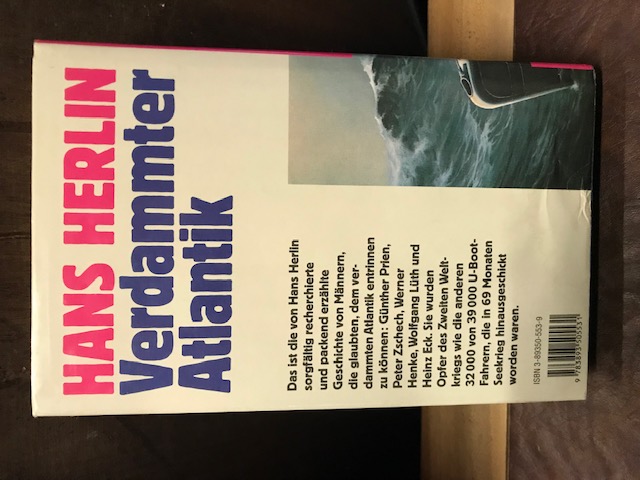 HANS HERLIN
Verdammter
Atlantik
Das ist die von Hans Herlin
sorgfältig recherchierte
und packend erzählte
Geschichte von Männern,
die glaubten, dem ver-
dammten Atlantik entrinnen
zu können: Günther Prien,
Peter Zschech, Werner
Henke, Wolfgang Lüth und
Heinz Eck. Sie wurden
Opfer des Zweiten Welt-
kriegs wie die anderen
32 000 von 39 000 U-Boot-
Fahrern, die in 69 Monaten
Seekrieg hinausgeschickt
worden waren.
ISBN 3-89350-553-9
9 783893 505531